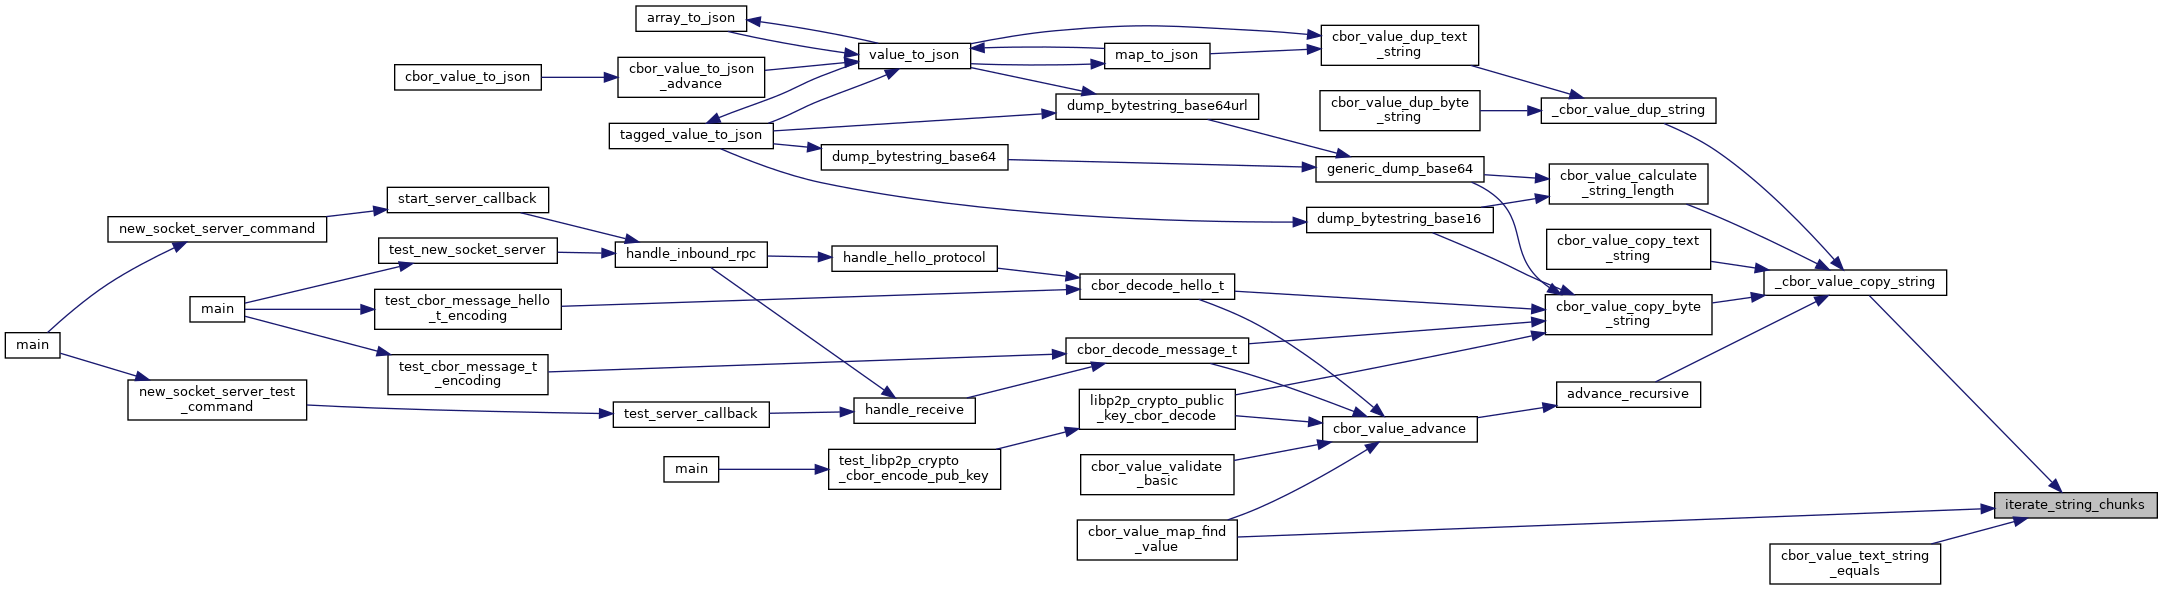 array_to_json
cbor_value_to_json
cbor_value_to_json
_advance
value_to_json
map_to_json
cbor_value_dup_text
_string
tagged_value_to_json
dump_bytestring_base64url
cbor_value_dup_byte
_string
_cbor_value_dup_string
dump_bytestring_base64
generic_dump_base64
cbor_value_calculate
_string_length
start_server_callback
new_socket_server_command
dump_bytestring_base16
test_new_socket_server
handle_inbound_rpc
handle_hello_protocol
cbor_value_copy_text
_string
_cbor_value_copy_string
main
test_cbor_message_hello
_t_encoding
cbor_decode_hello_t
cbor_value_copy_byte
_string
main
test_cbor_message_t
_encoding
cbor_decode_message_t
new_socket_server_test
_command
test_server_callback
handle_receive
libp2p_crypto_public
_key_cbor_decode
advance_recursive
cbor_value_advance
main
test_libp2p_crypto
_cbor_encode_pub_key
cbor_value_validate
_basic
iterate_string_chunks
cbor_value_map_find
_value
cbor_value_text_string
_equals